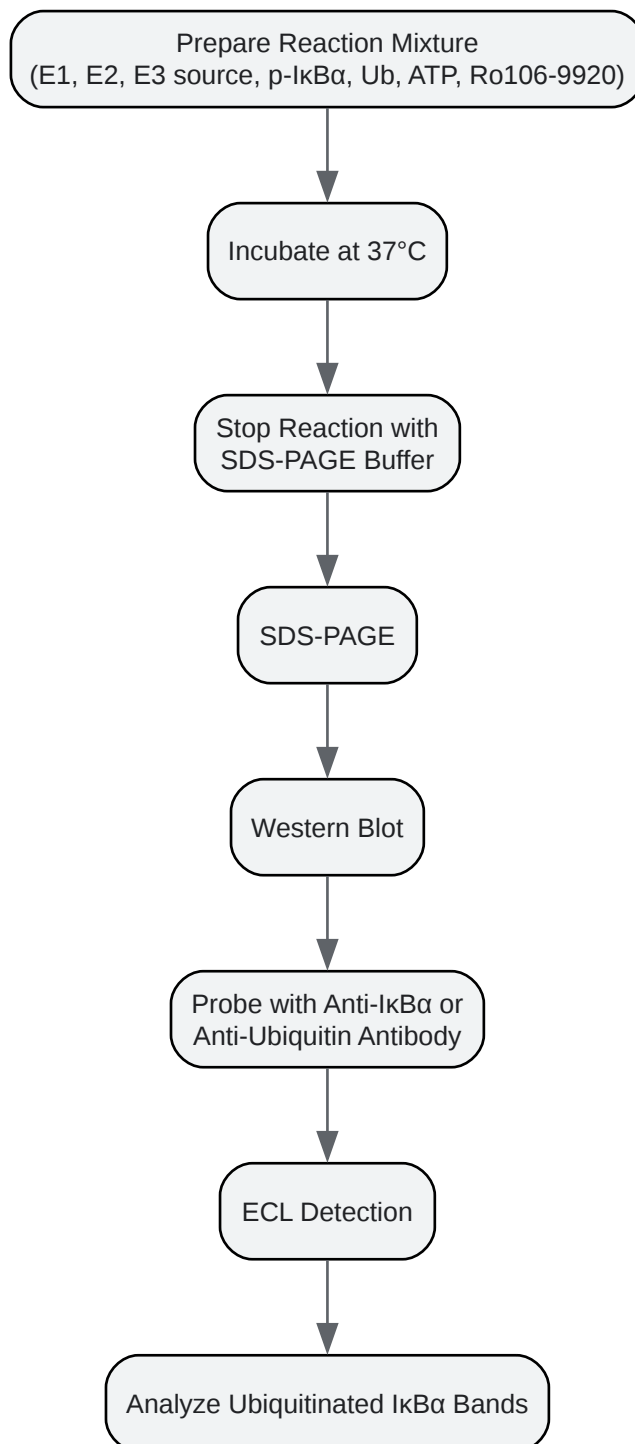 Prepare Reaction Mixture
(E1, E2, E3 source, p-IκBα, Ub, ATP, Ro106-9920)
Incubate at 37°C
Stop Reaction with
SDS-PAGE Buffer
SDS-PAGE
Western Blot
Probe with Anti-IκBα or
Anti-Ubiquitin Antibody
ECL Detection
Analyze Ubiquitinated IκBα Bands